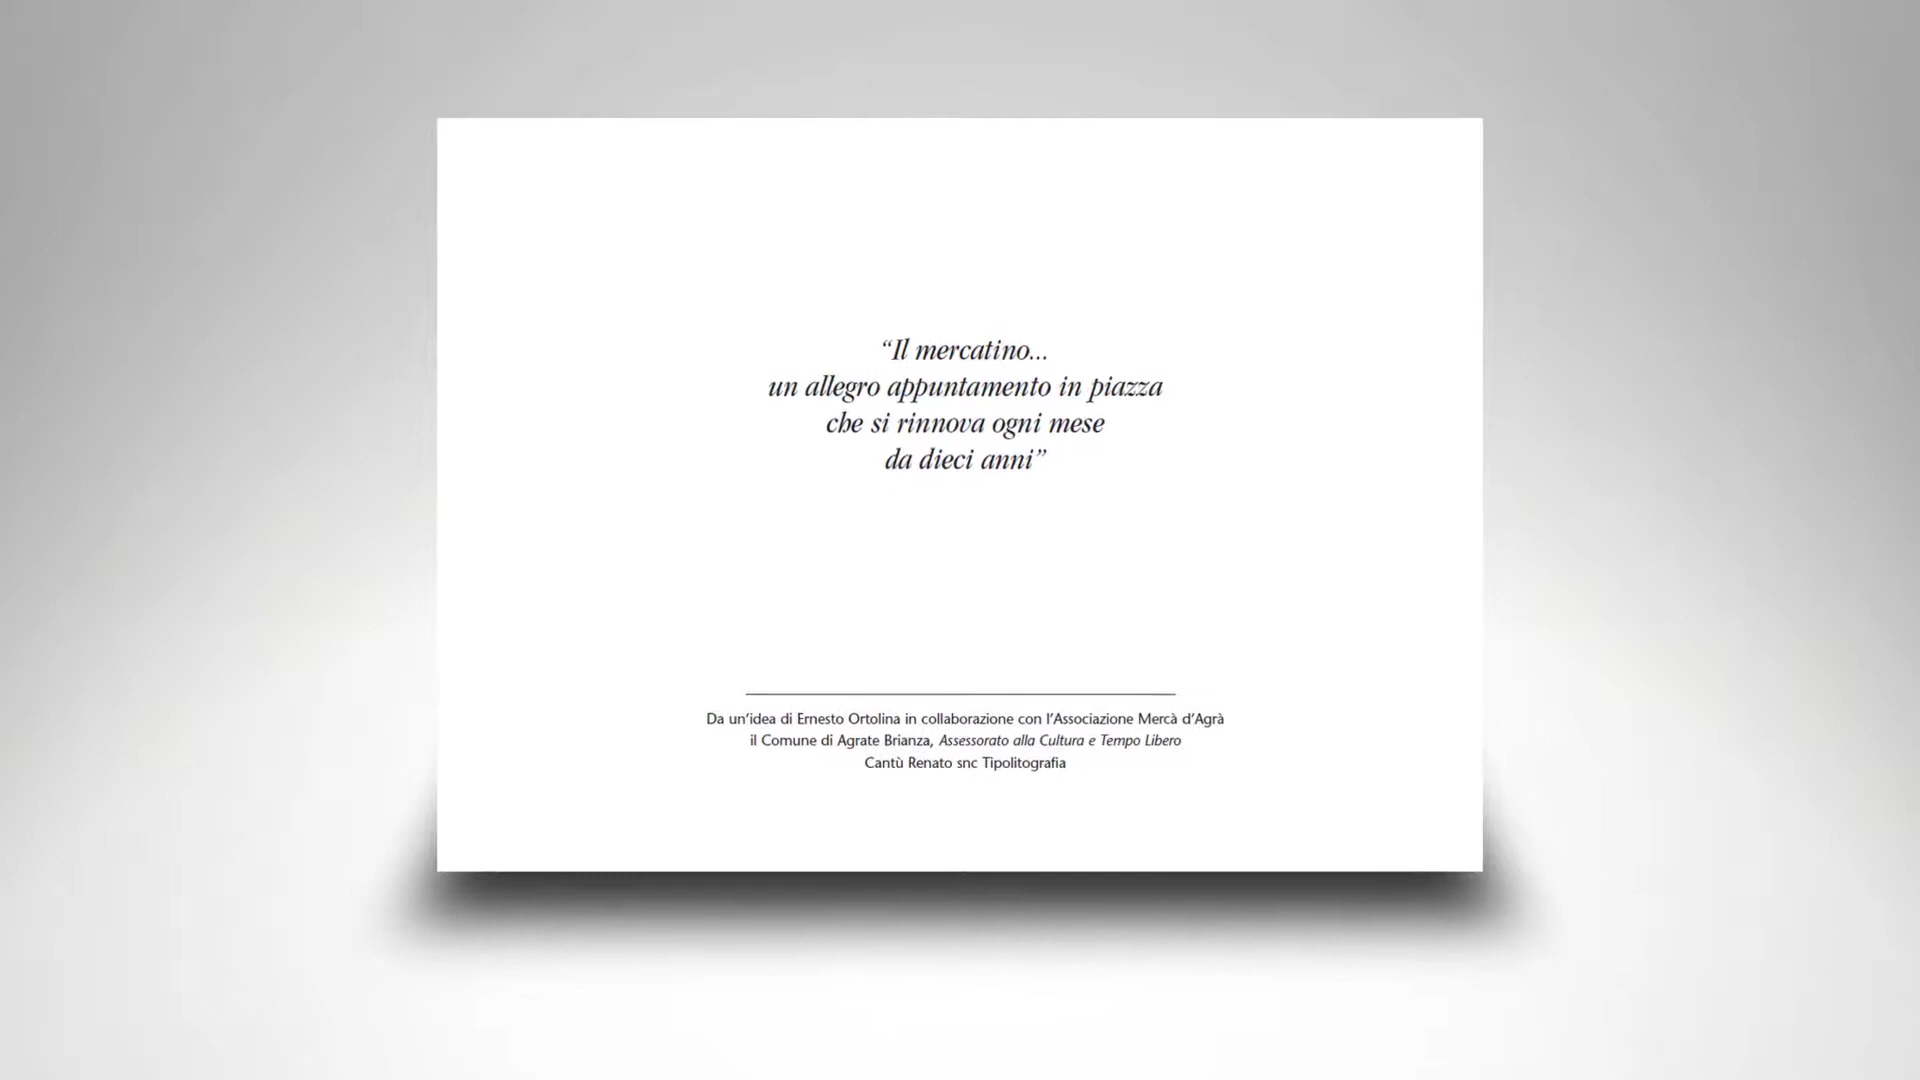 “Il mercatino...
un allegro appuntamento in piazza
che si rinnova ogni mese
da dieci anni”
Da un’idea di Ernesto Ortolina in collaborazione con l’Associazione Mercà d’Agrà
il Comune di Agrate Brianza, Assessorato alla Cultura e Tempo Libero
Cantù Renato snc Tipolitografia